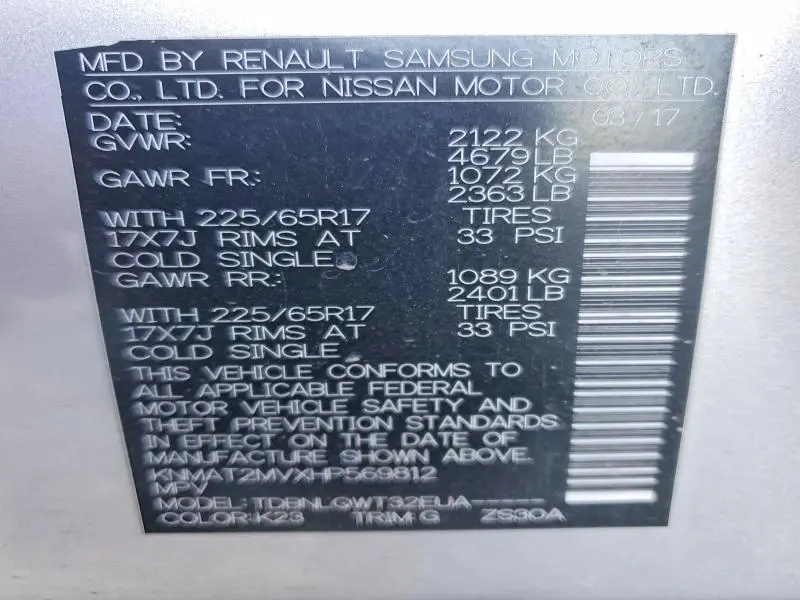 MFD BY RENAULT SAMSUNG MOTORS
CO., LTD. FOR NISSAN MOTOR CO., LTD.
DATE: 03/17
GVWR: 2122 KG
4679 LB
GAWR FR.: 1072 KG
2363 LB
WITH 225/65R17 TIRES
17X7J RIMS AT 33 PSI
COLD SINGLE
GAWR RR.: 1089 KG
2401 LB
WITH 225/65R17 TIRES
17X7J RIMS AT 33 PSI
COLD SINGLE
THIS VEHICLE CONFORMS TO
ALL APPLICABLE FEDERAL
MOTOR VEHICLE SAFETY AND
THEFT PREVENTION STANDARDS
IN EFFECT ON THE DATE OF
MANUFACTURE SHOWN ABOVE.
KNMAT2MVXHP569812
MPV
MODEL: TDBNLGWT32EUA-----
COLOR: K23 TRIM: G ZS30A